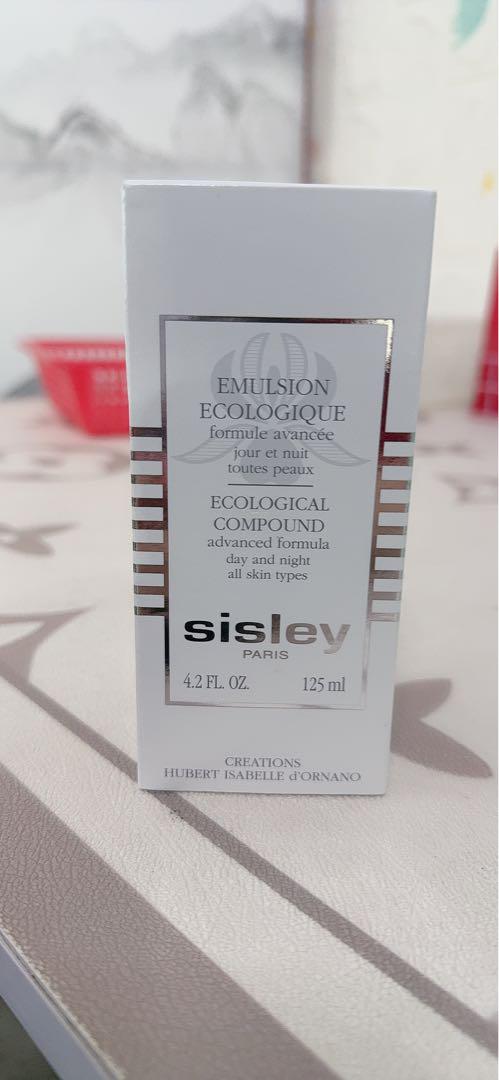 EMULSION
ECOLOGIQUE
formule avancée
jour et nuit
toutes peaux
ECOLOGICAL
COMPOUND
advanced formula
day and night
all skin types
sisley
PARIS
4.2 FL. OZ. 125 ml
CREATIONS
HUBERT ISABELLE d'ORNANO